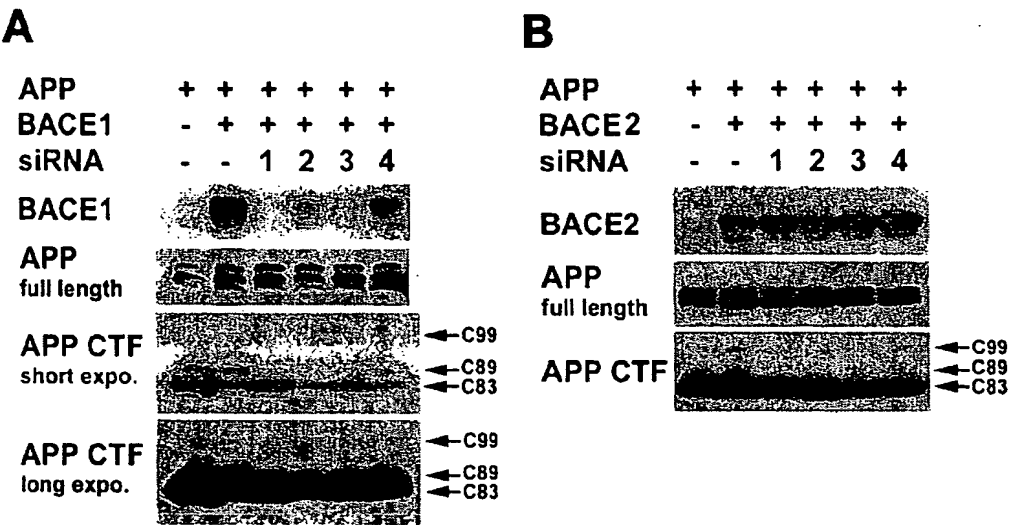 A
APP + + + + + +
BACE1 - + + + + +
siRNA - - 1 2 3 4
BACE1
APP
full length
APP CTF
short expo.
C99
C89
C83
APP CTF
long expo.
C99
C89
C83
B
APP + + + + + +
BACE2 - + + + + +
siRNA - - 1 2 3 4
BACE2
APP
full length
APP CTF
C99
C89
C83